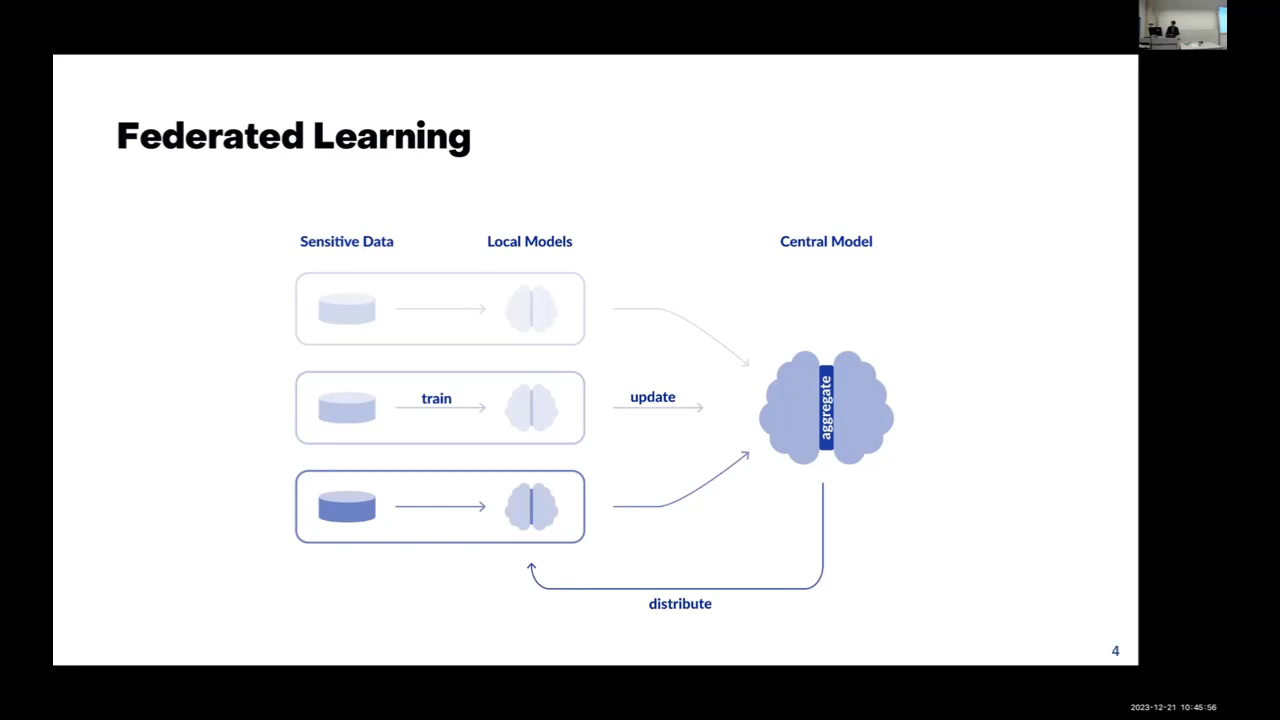 Federated Learning
Sensitive Data
Local Models
Central Model
train
update
aggregate
distribute
4
2023-12-21 10:45:56